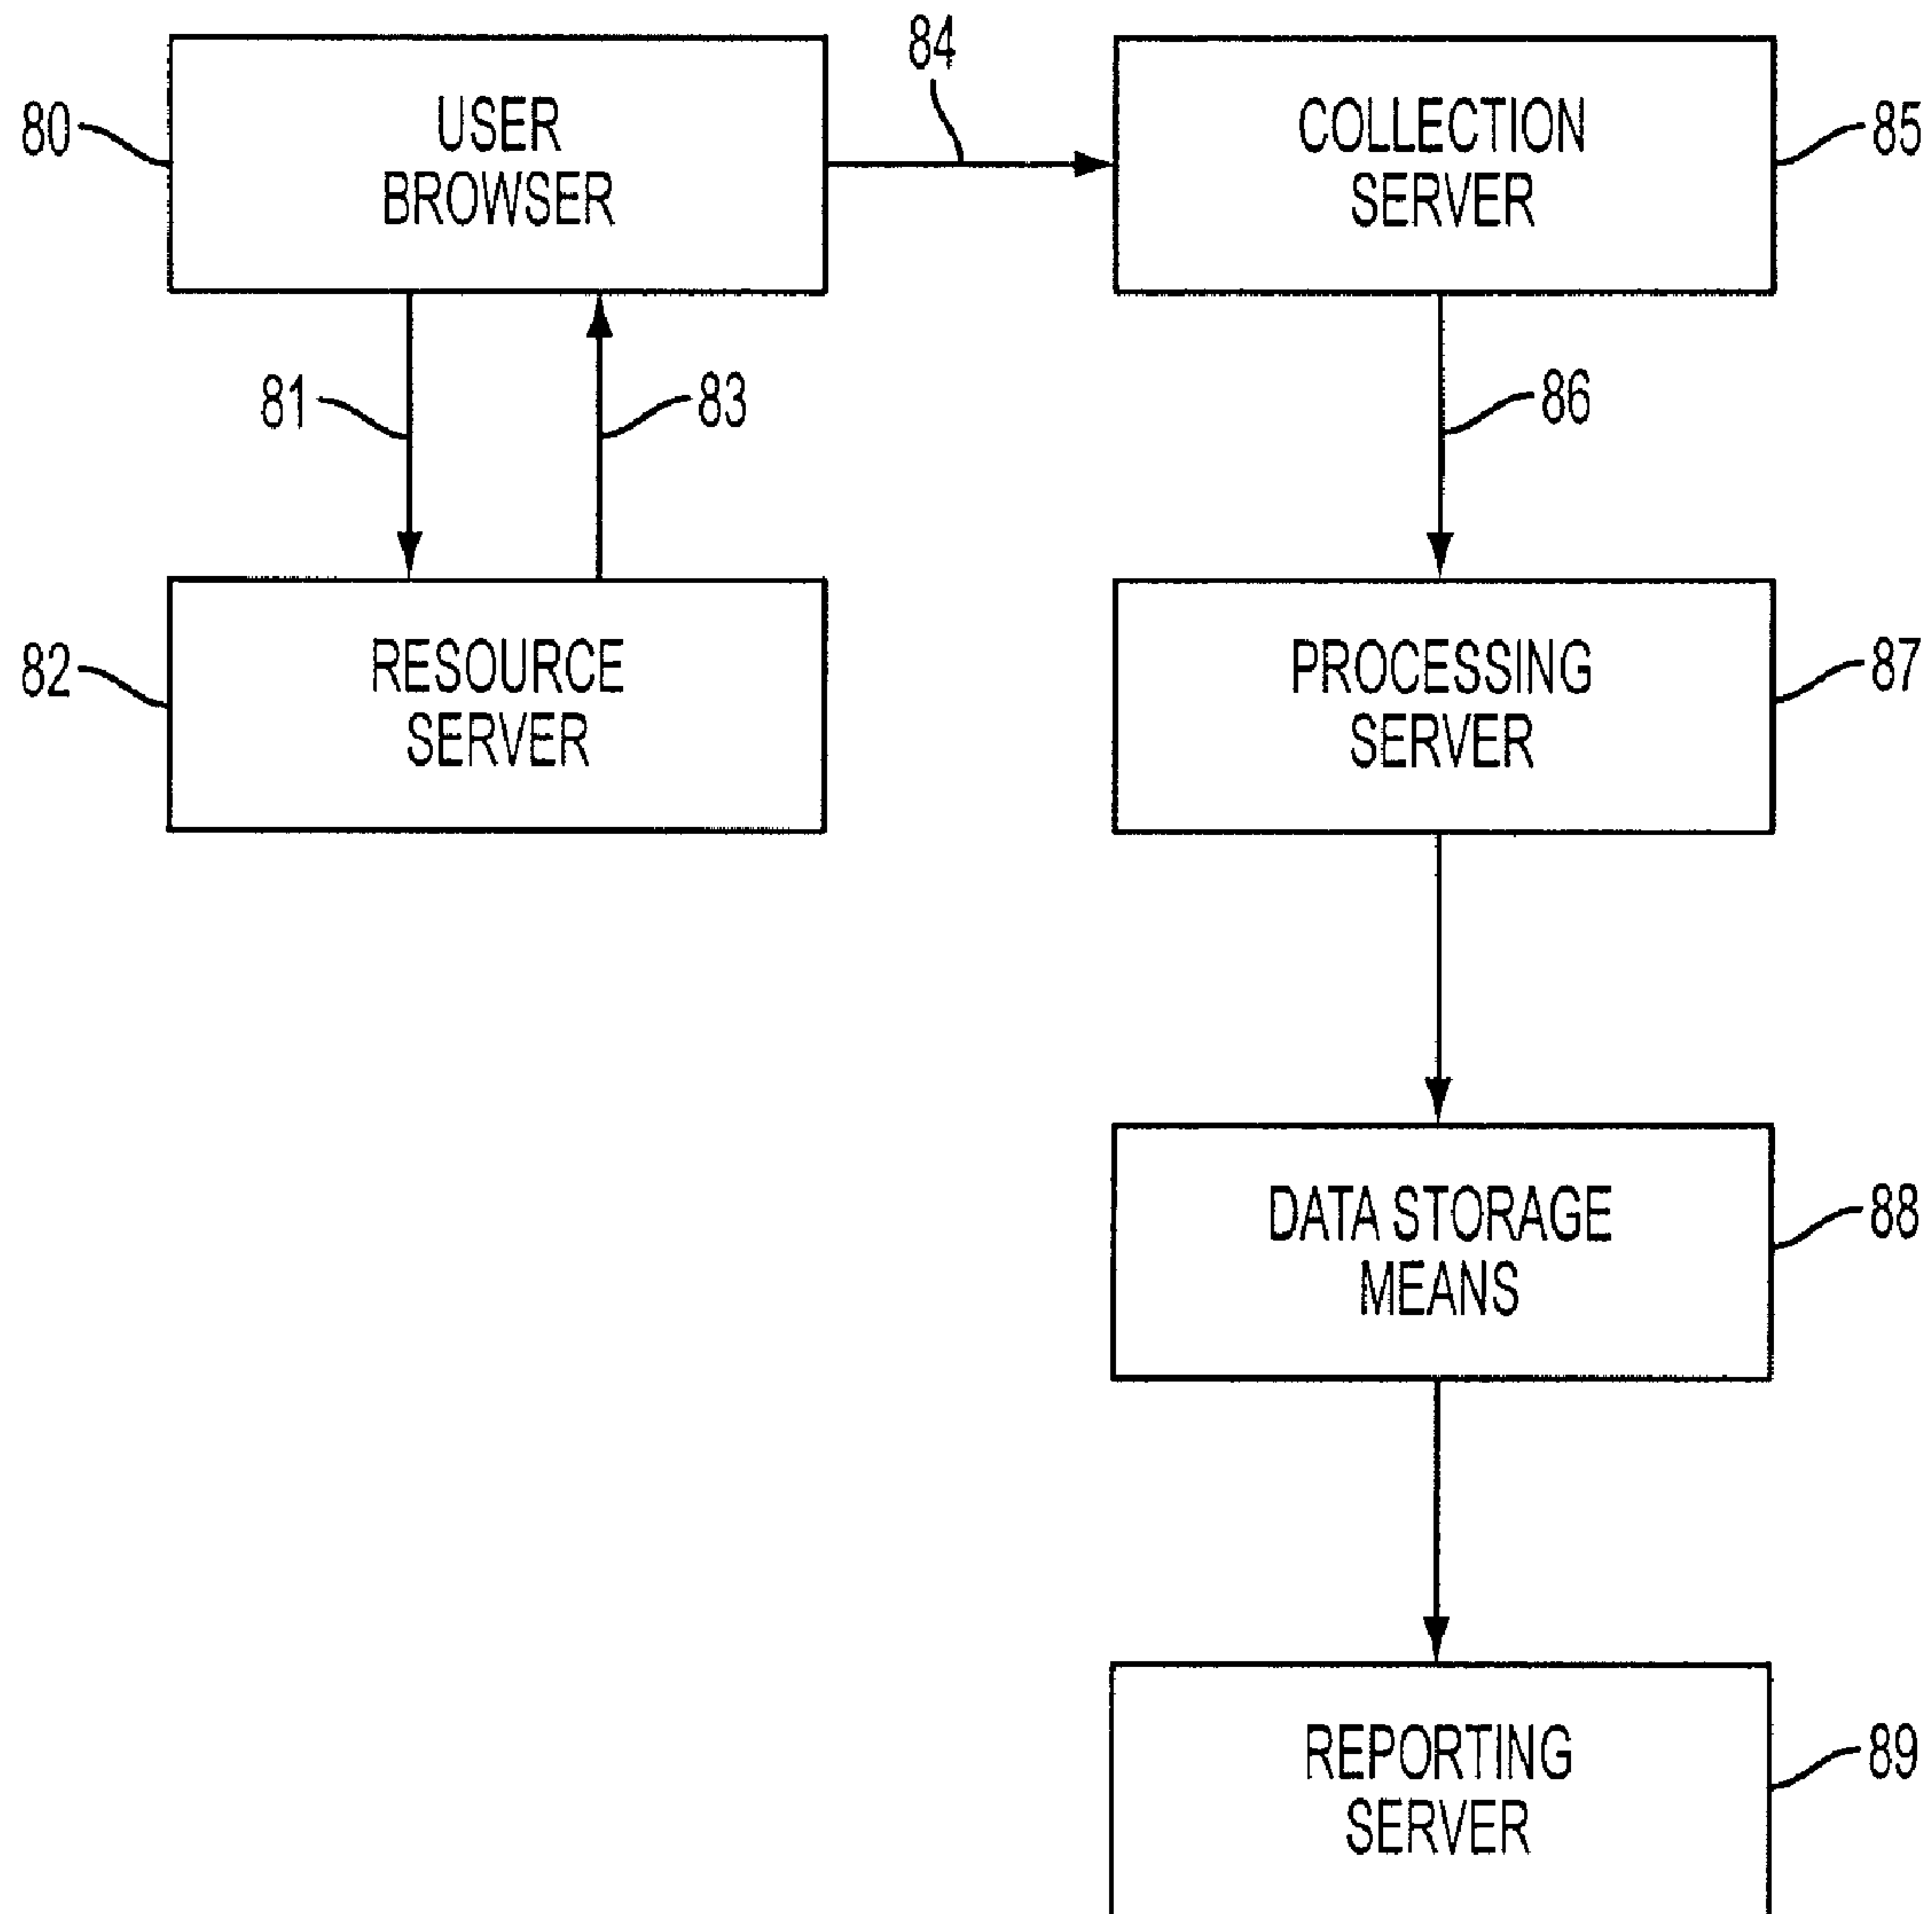 84
80
USER
BROWSER
COLLECTION
SERVER
85
81
83
86
82
RESOURCE
SERVER
PROCESSING
SERVER
87
DATA STORAGE
MEANS
88
REPORTING
SERVER
89